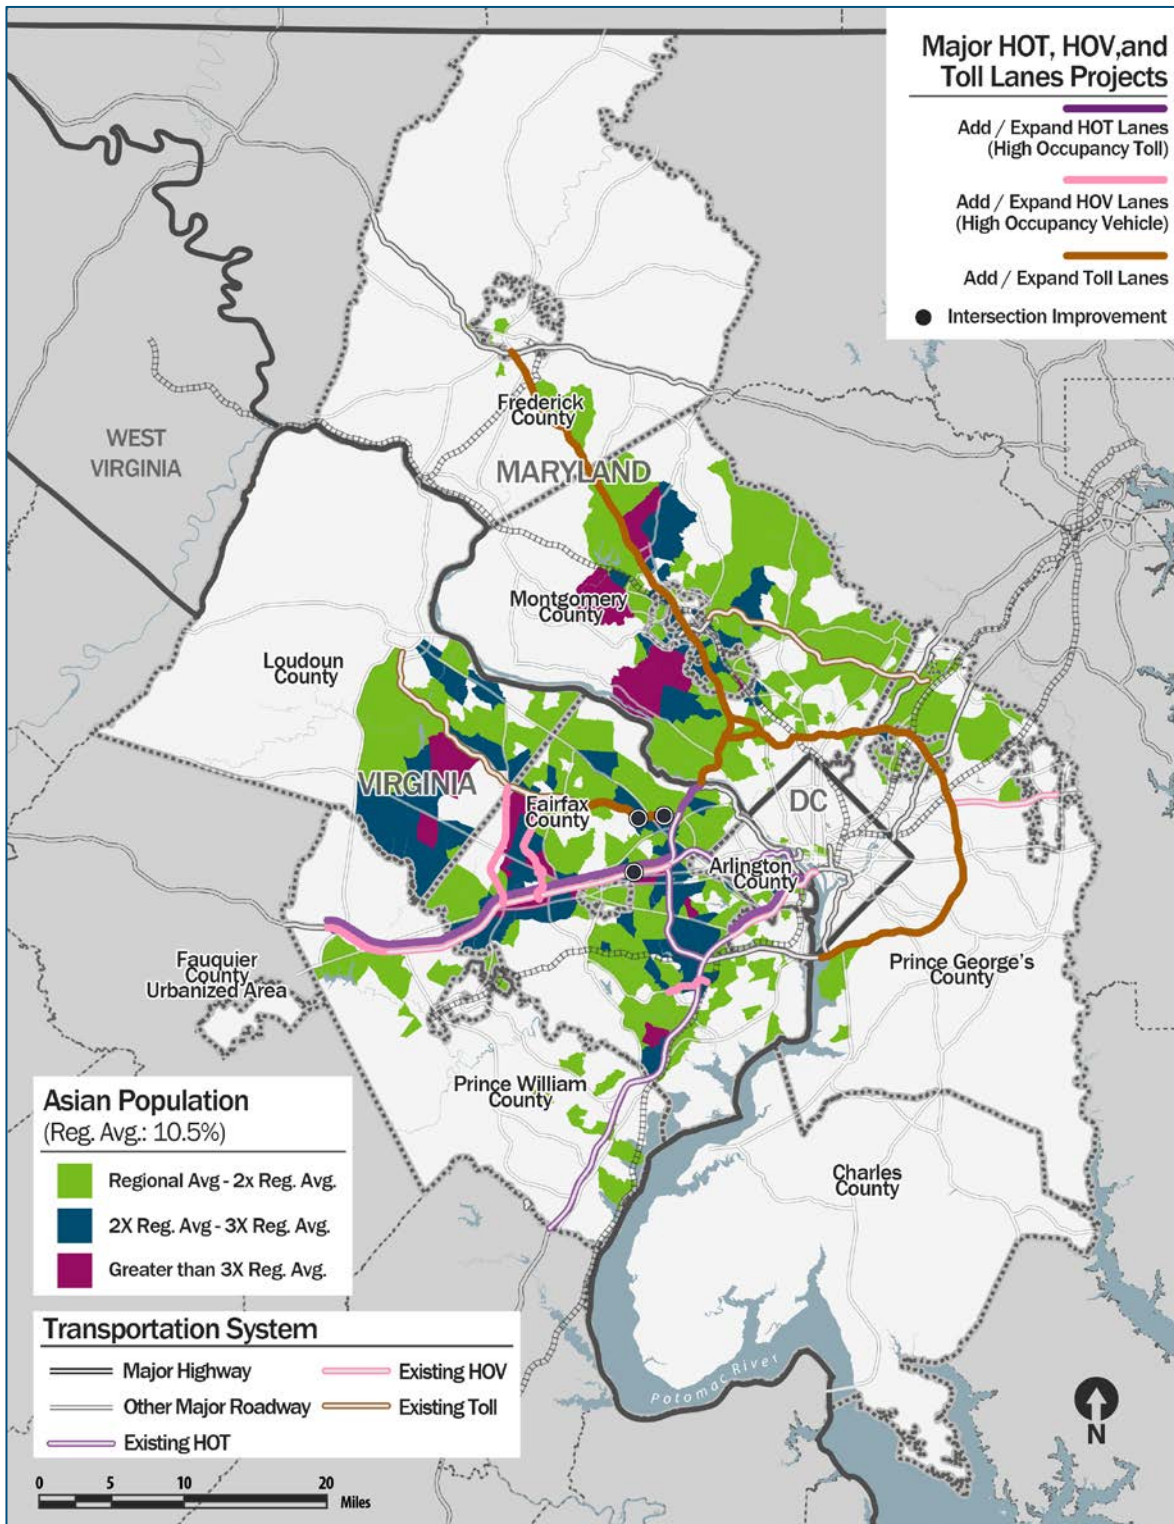 Major HOT, HOV,and
Toll Lanes Projects
Add / Expand HOT Lanes
(High Occupancy Toll)
Add / Expand HOV Lanes
(High Occupancy Vehicle)
Add / Expand Toll Lanes
Intersection Improvement
Frederick
County
WEST
VIRGINIA
MARYLAND
Montgomery
County
Loudoun
County
VIRGINIA
Fairfax
County
DC
Arlington
County
Fauquier
County
Urbanized Area
Prince George's
County
Prince William
County
Charles
County
Potomac River
Asian Population
(Reg. Avg.: 10.5%)
Regional Avg - 2x Reg. Avg.
2X Reg. Avg - 3X Reg. Avg.
Greater than 3X Reg. Avg.
Transportation System
Major Highway
Existing HOV
Other Major Roadway
Existing Toll
Existing HOT
N
0 5 10 20
Miles